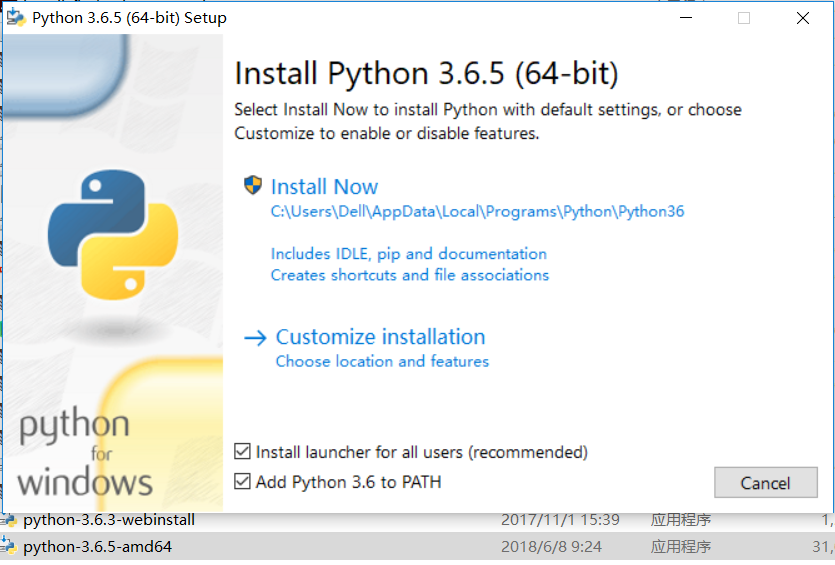 Python 3.6.5 (64-bit) Setup
Install Python 3.6.5 (64-bit)
Select Install Now to install Python with default settings, or choose
Customize to enable or disable features.
Install Now
C:\Users\Dell\AppData\Local\Programs\Python\Python36
Includes IDLE, pip and documentation
Creates shortcuts and file associations
Customize installation
Choose location and features
python
for
windows
Install launcher for all users (recommended)
Add Python 3.6 to PATH
Cancel
python-3.6.3-webinstall 2017/11/1 15:39 应用程序 1,
python-3.6.5-amd64 2018/6/8 9:24 应用程序 31,